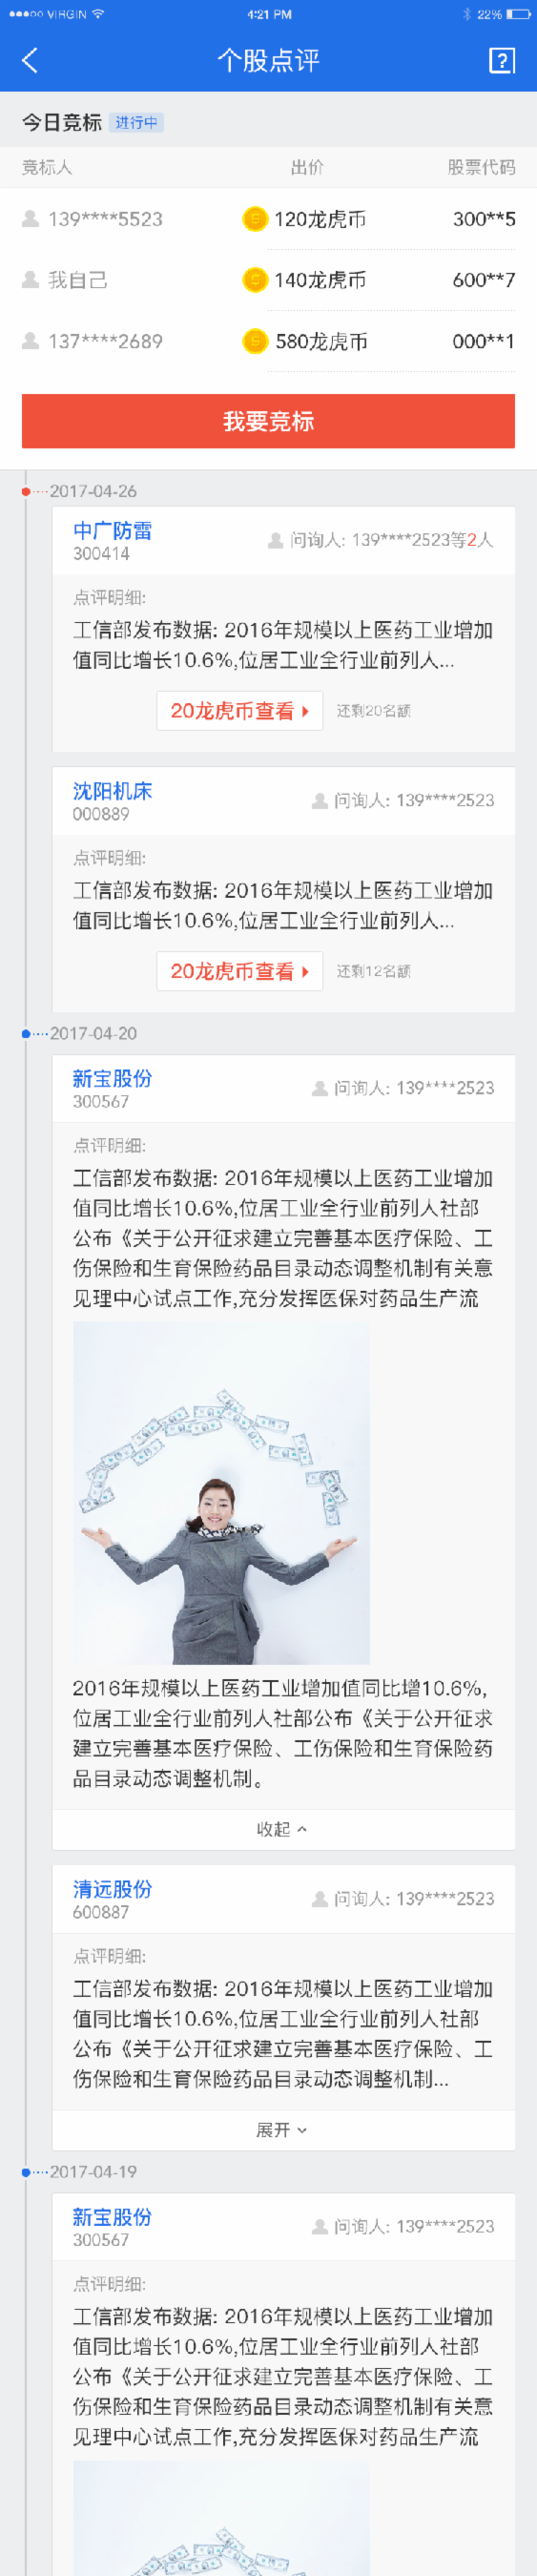 VIRGIN 4:21 PM 22%
个股点评 ?
今日竞标 进行中
竞标人 出价 股票代码
139****5523 S 120龙虎币 300**5
我自己 S 140龙虎币 600**7
137****2689 S 580龙虎币 000**1
我要竞标
2017-04-26
中广防雷
300414
问询人: 139****2523等2人
点评明细:
工信部发布数据: 2016年规模以上医药工业增加
值同比增长10.6%,位居工业全行业前列人...
20龙虎币查看 还剩20名额
沈阳机床
000889
问询人: 139****2523
点评明细:
工信部发布数据: 2016年规模以上医药工业增加
值同比增长10.6%,位居工业全行业前列人...
20龙虎币查看 还剩12名额
2017-04-20
新宝股份
300567
问询人: 139****2523
点评明细:
工信部发布数据: 2016年规模以上医药工业增加
值同比增长10.6%,位居工业全行业前列人社部
公布《关于公开征求建立完善基本医疗保险、工
伤保险和生育保险药品目录动态调整机制有关意
见理中心试点工作,充分发挥医保对药品生产流
2016年规模以上医药工业增加值同比增10.6%,
位居工业全行业前列人社部公布《关于公开征求
建立完善基本医疗保险、工伤保险和生育保险药
品目录动态调整机制。
收起
清远股份
600887
问询人: 139****2523
点评明细:
工信部发布数据: 2016年规模以上医药工业增加
值同比增长10.6%,位居工业全行业前列人社部
公布《关于公开征求建立完善基本医疗保险、工
伤保险和生育保险药品目录动态调整机制...
展开
2017-04-19
新宝股份
300567
问询人: 139****2523
点评明细:
工信部发布数据: 2016年规模以上医药工业增加
值同比增长10.6%,位居工业全行业前列人社部
公布《关于公开征求建立完善基本医疗保险、工
伤保险和生育保险药品目录动态调整机制有关意
见理中心试点工作,充分发挥医保对药品生产流